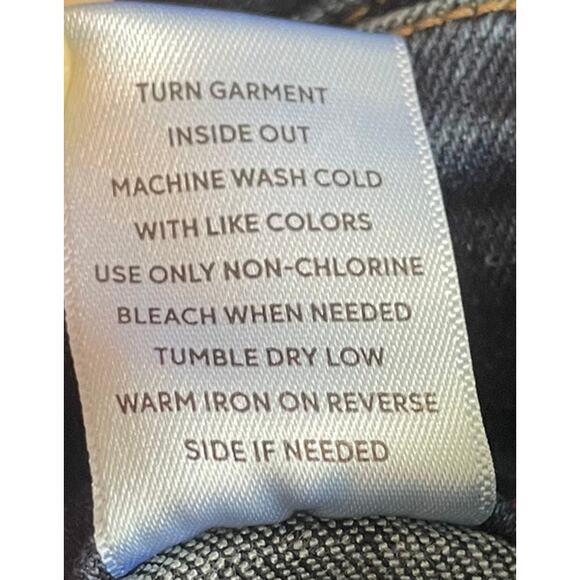 TURN GARMENT
INSIDE OUT
MACHINE WASH COLD
WITH LIKE COLORS
USE ONLY NON-CHLORINE
BLEACH WHEN NEEDED
TUMBLE DRY LOW
WARM IRON ON REVERSE
SIDE IF NEEDED